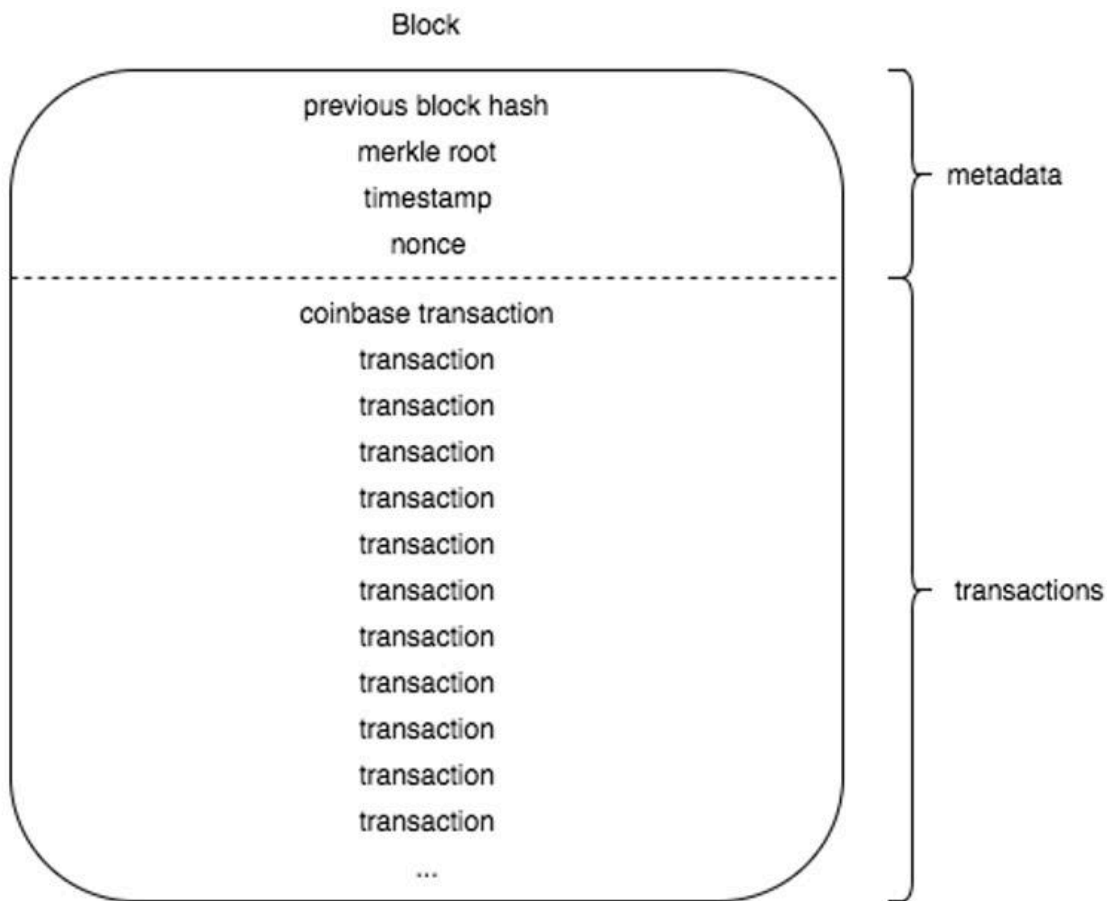 Block
previous block hash
merkle root
timestamp
nonce
metadata
coinbase transaction
transaction
transaction
transaction
transaction
transaction
transaction
transaction
transaction
transaction
transaction
transaction
...
transactions